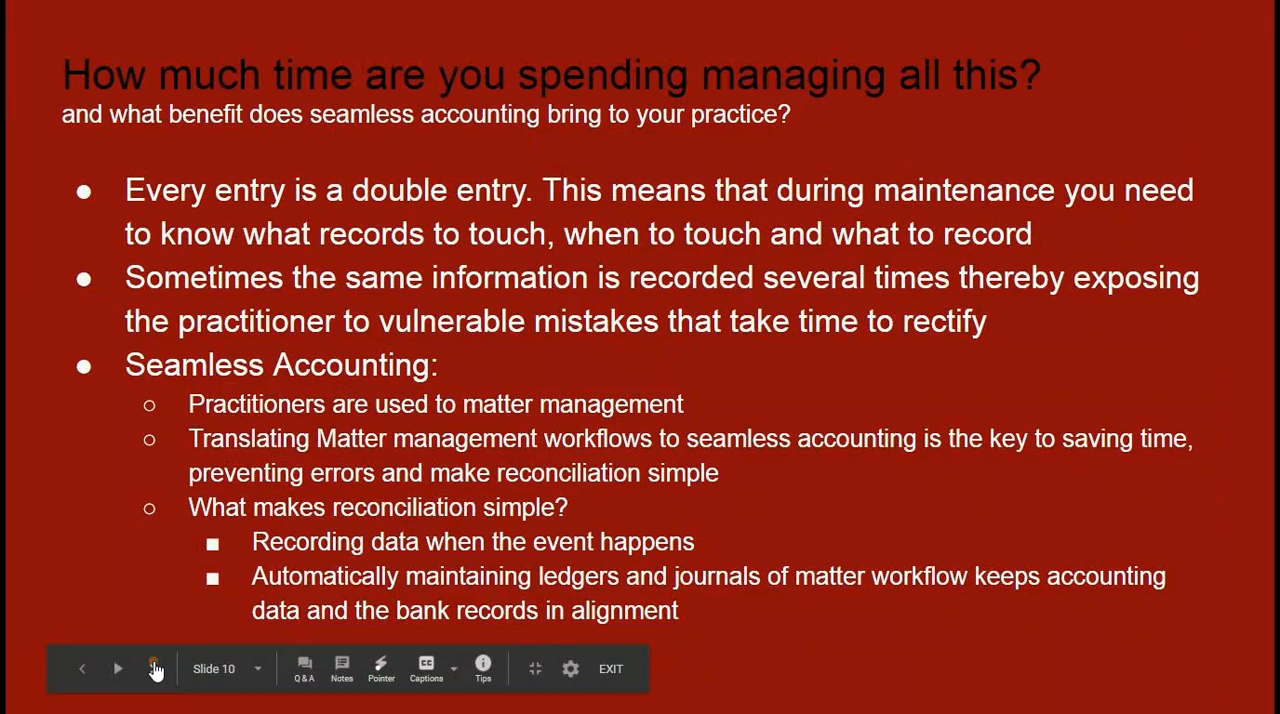 How much time are you spending managing all this?
and what benefit does seamless accounting bring to your practice?
● Every entry is a double entry. This means that during maintenance you need
to know what records to touch, when to touch and what to record
● Sometimes the same information is recorded several times thereby exposing
the practitioner to vulnerable mistakes that take time to rectify
● Seamless Accounting:
○ Practitioners are used to matter management
○ Translating Matter management workflows to seamless accounting is the key to saving time,
preventing errors and make reconciliation simple
○ What makes reconciliation simple?
■ Recording data when the event happens
■ Automatically maintaining ledgers and journals of matter workflow keeps accounting
data and the bank records in alignment
Slide 10 Q & A Notes Pointer CC Captions Tips EXIT